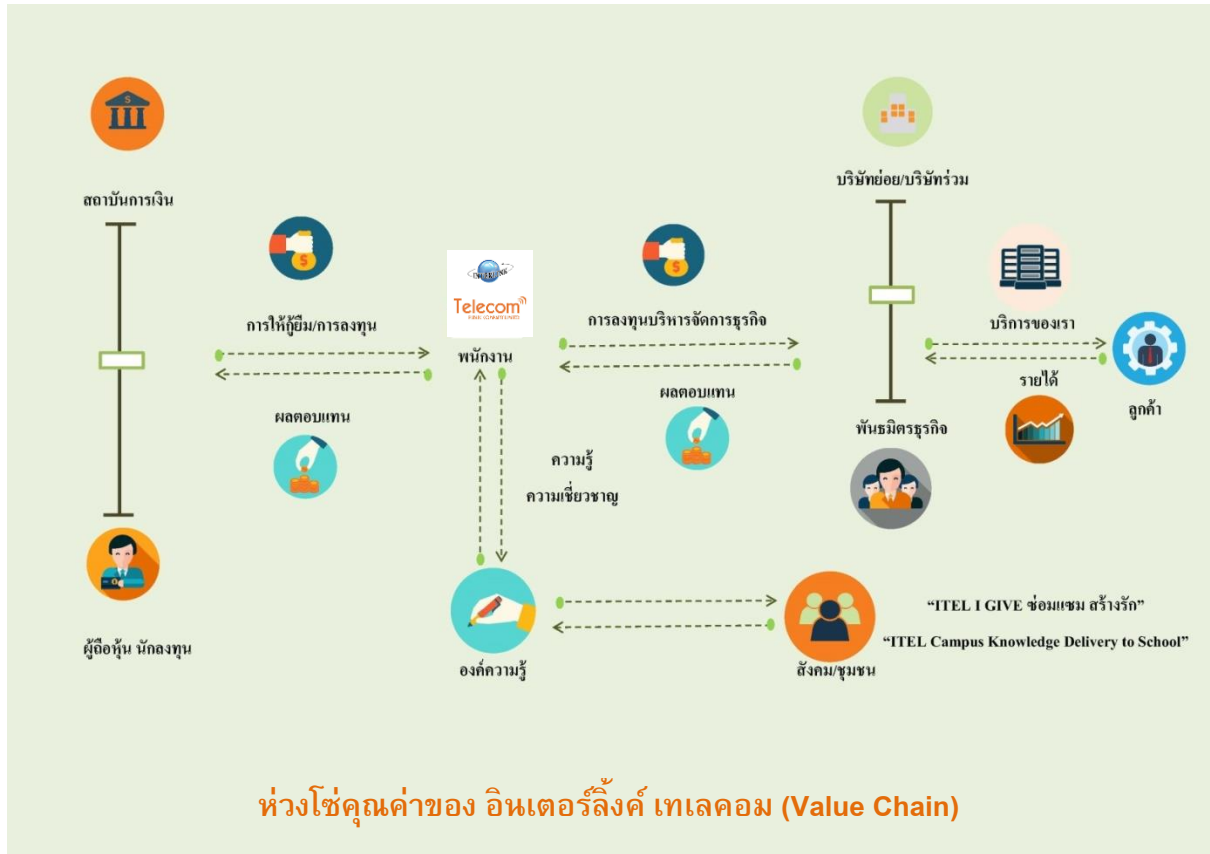 สถาบันการเงิน
บริษัทย่อย/บริษัทร่วม
INTERLINK
Telecom
การให้กู้ยืม/การลงทุน
พนักงาน
การลงทุนบริหารจัดการธุรกิจ
บริการของเรา
ผลตอบแทน
ผลตอบแทน
รายได้
ลูกค้า
พันธมิตรธุรกิจ
ความรู้
ความเชี่ยวชาญ
ผู้ถือหุ้น นักลงทุน
องค์ความรู้
สังคม/ชุมชน
“ITEL I GIVE ซ่อมแซม สร้างรัก”
“ITEL Campus Knowledge Delivery to School”
ห่วงโซ่คุณค่าของ อินเตอร์ลิ้งค์ เทเลคอม (Value Chain)